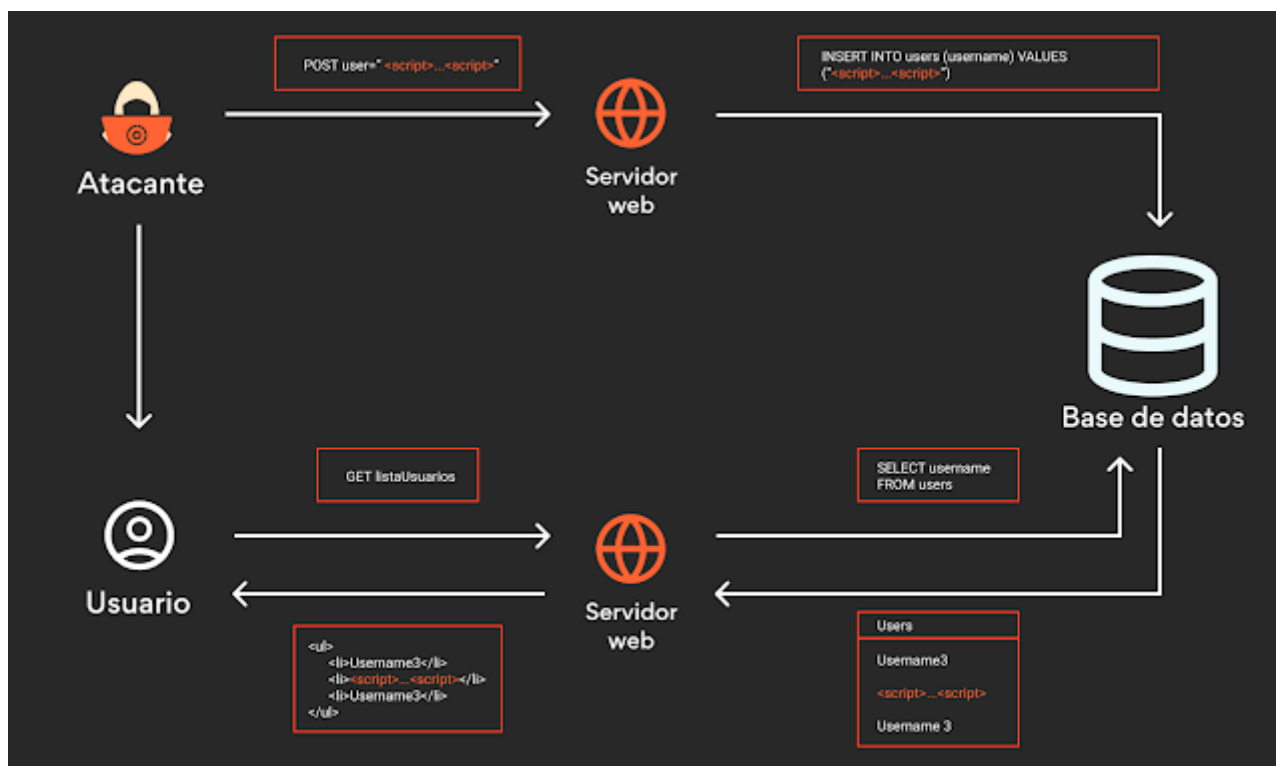 POST user=" <script>...<script>"
INSERT INTO users (username) VALUES
("<script>...<script>")
Atacante
Servidor
web
Base de datos
GET listaUsuarios
SELECT username
FROM users
Usuario
Servidor
web
<ul>
<li>Username3</li>
<li><script>...<script></li>
<li>Username3</li>
</ul>
Users
Username3
<script>...<script>
Username 3